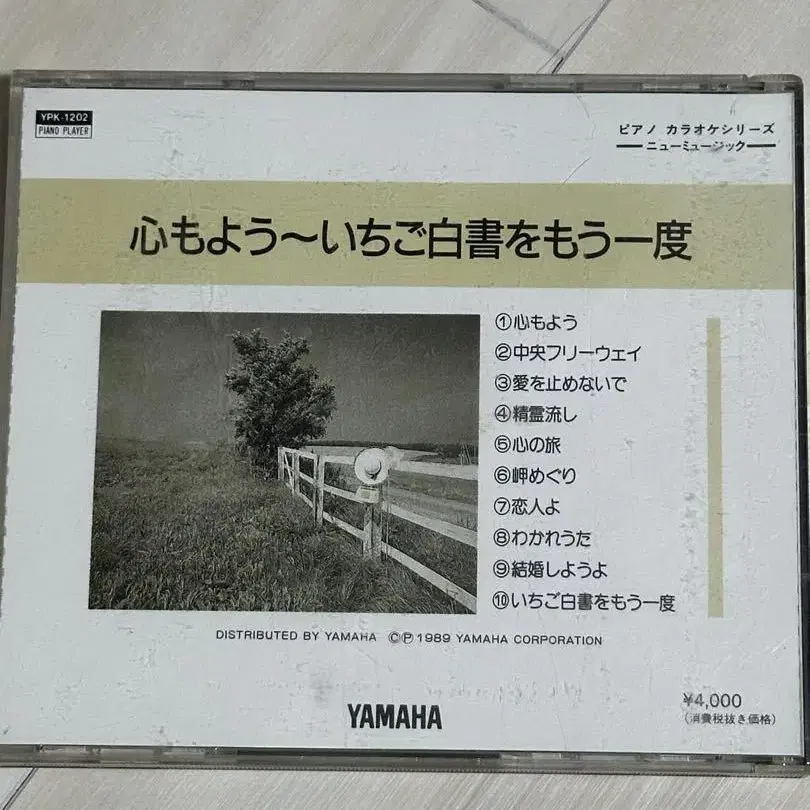 YPK-1202
PIANO PLAYER
ピアノ カラオケシリーズ
ニューミュージック
心もよう〜いちご白書をもう一度
①心もよう
②中央フリーウェイ
③愛を止めないで
④精霊流し
⑤心の旅
⑥岬めぐり
⑦恋人よ
⑧わかれうた
⑨結婚しようよ
⑩いちご白書をもう一度
DISTRIBUTED BY YAMAHA ©Ⓟ1989 YAMAHA CORPORATION
YAMAHA
¥4,000
(消費税抜き価格)